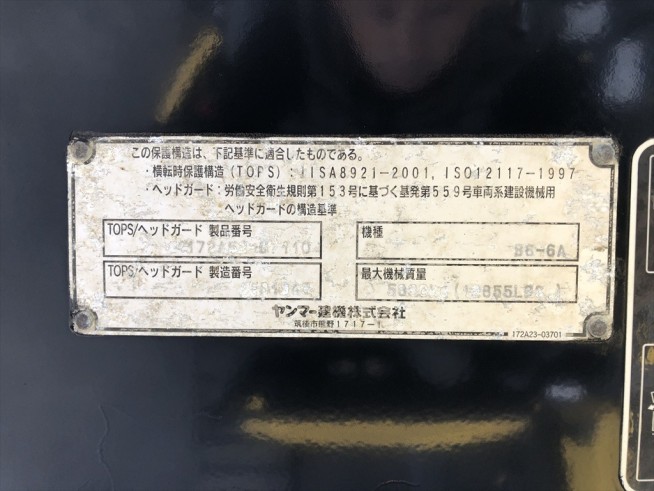 この保護構造は、下記基準に適合したものである。
・横転時保護構造(TOPS):JISA8921-2001, ISO12117-1997
・ヘッドガード:労働安全衛生規則第153号に基づく基発第559号車両系建設機械用
ヘッドガードの構造基準
TOPS/ヘッドガード 製品番号
機種
B6-6A
TOPS/ヘッドガード 製造番号
最大機械質量
ヤンマー建機株式会社
筑後市熊野1717-1
172A23-03701